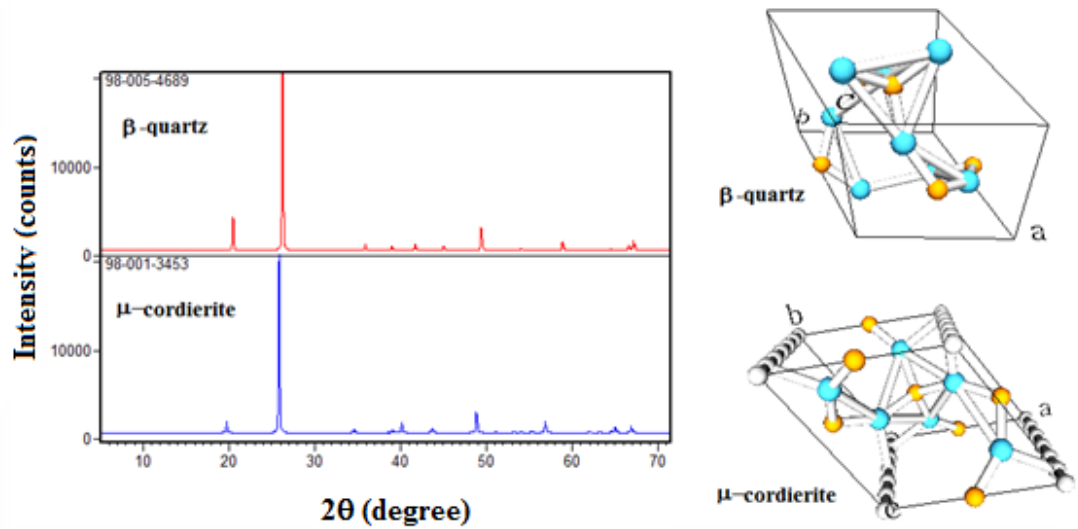 98-005-4689
β-quartz
10000
0
98-001-3453
μ-cordierite
10000
0
10 20 30 40 50 60 70
Intensity (counts)
2θ (degree)
b
c
a
β-quartz
b
a
c
μ-cordierite